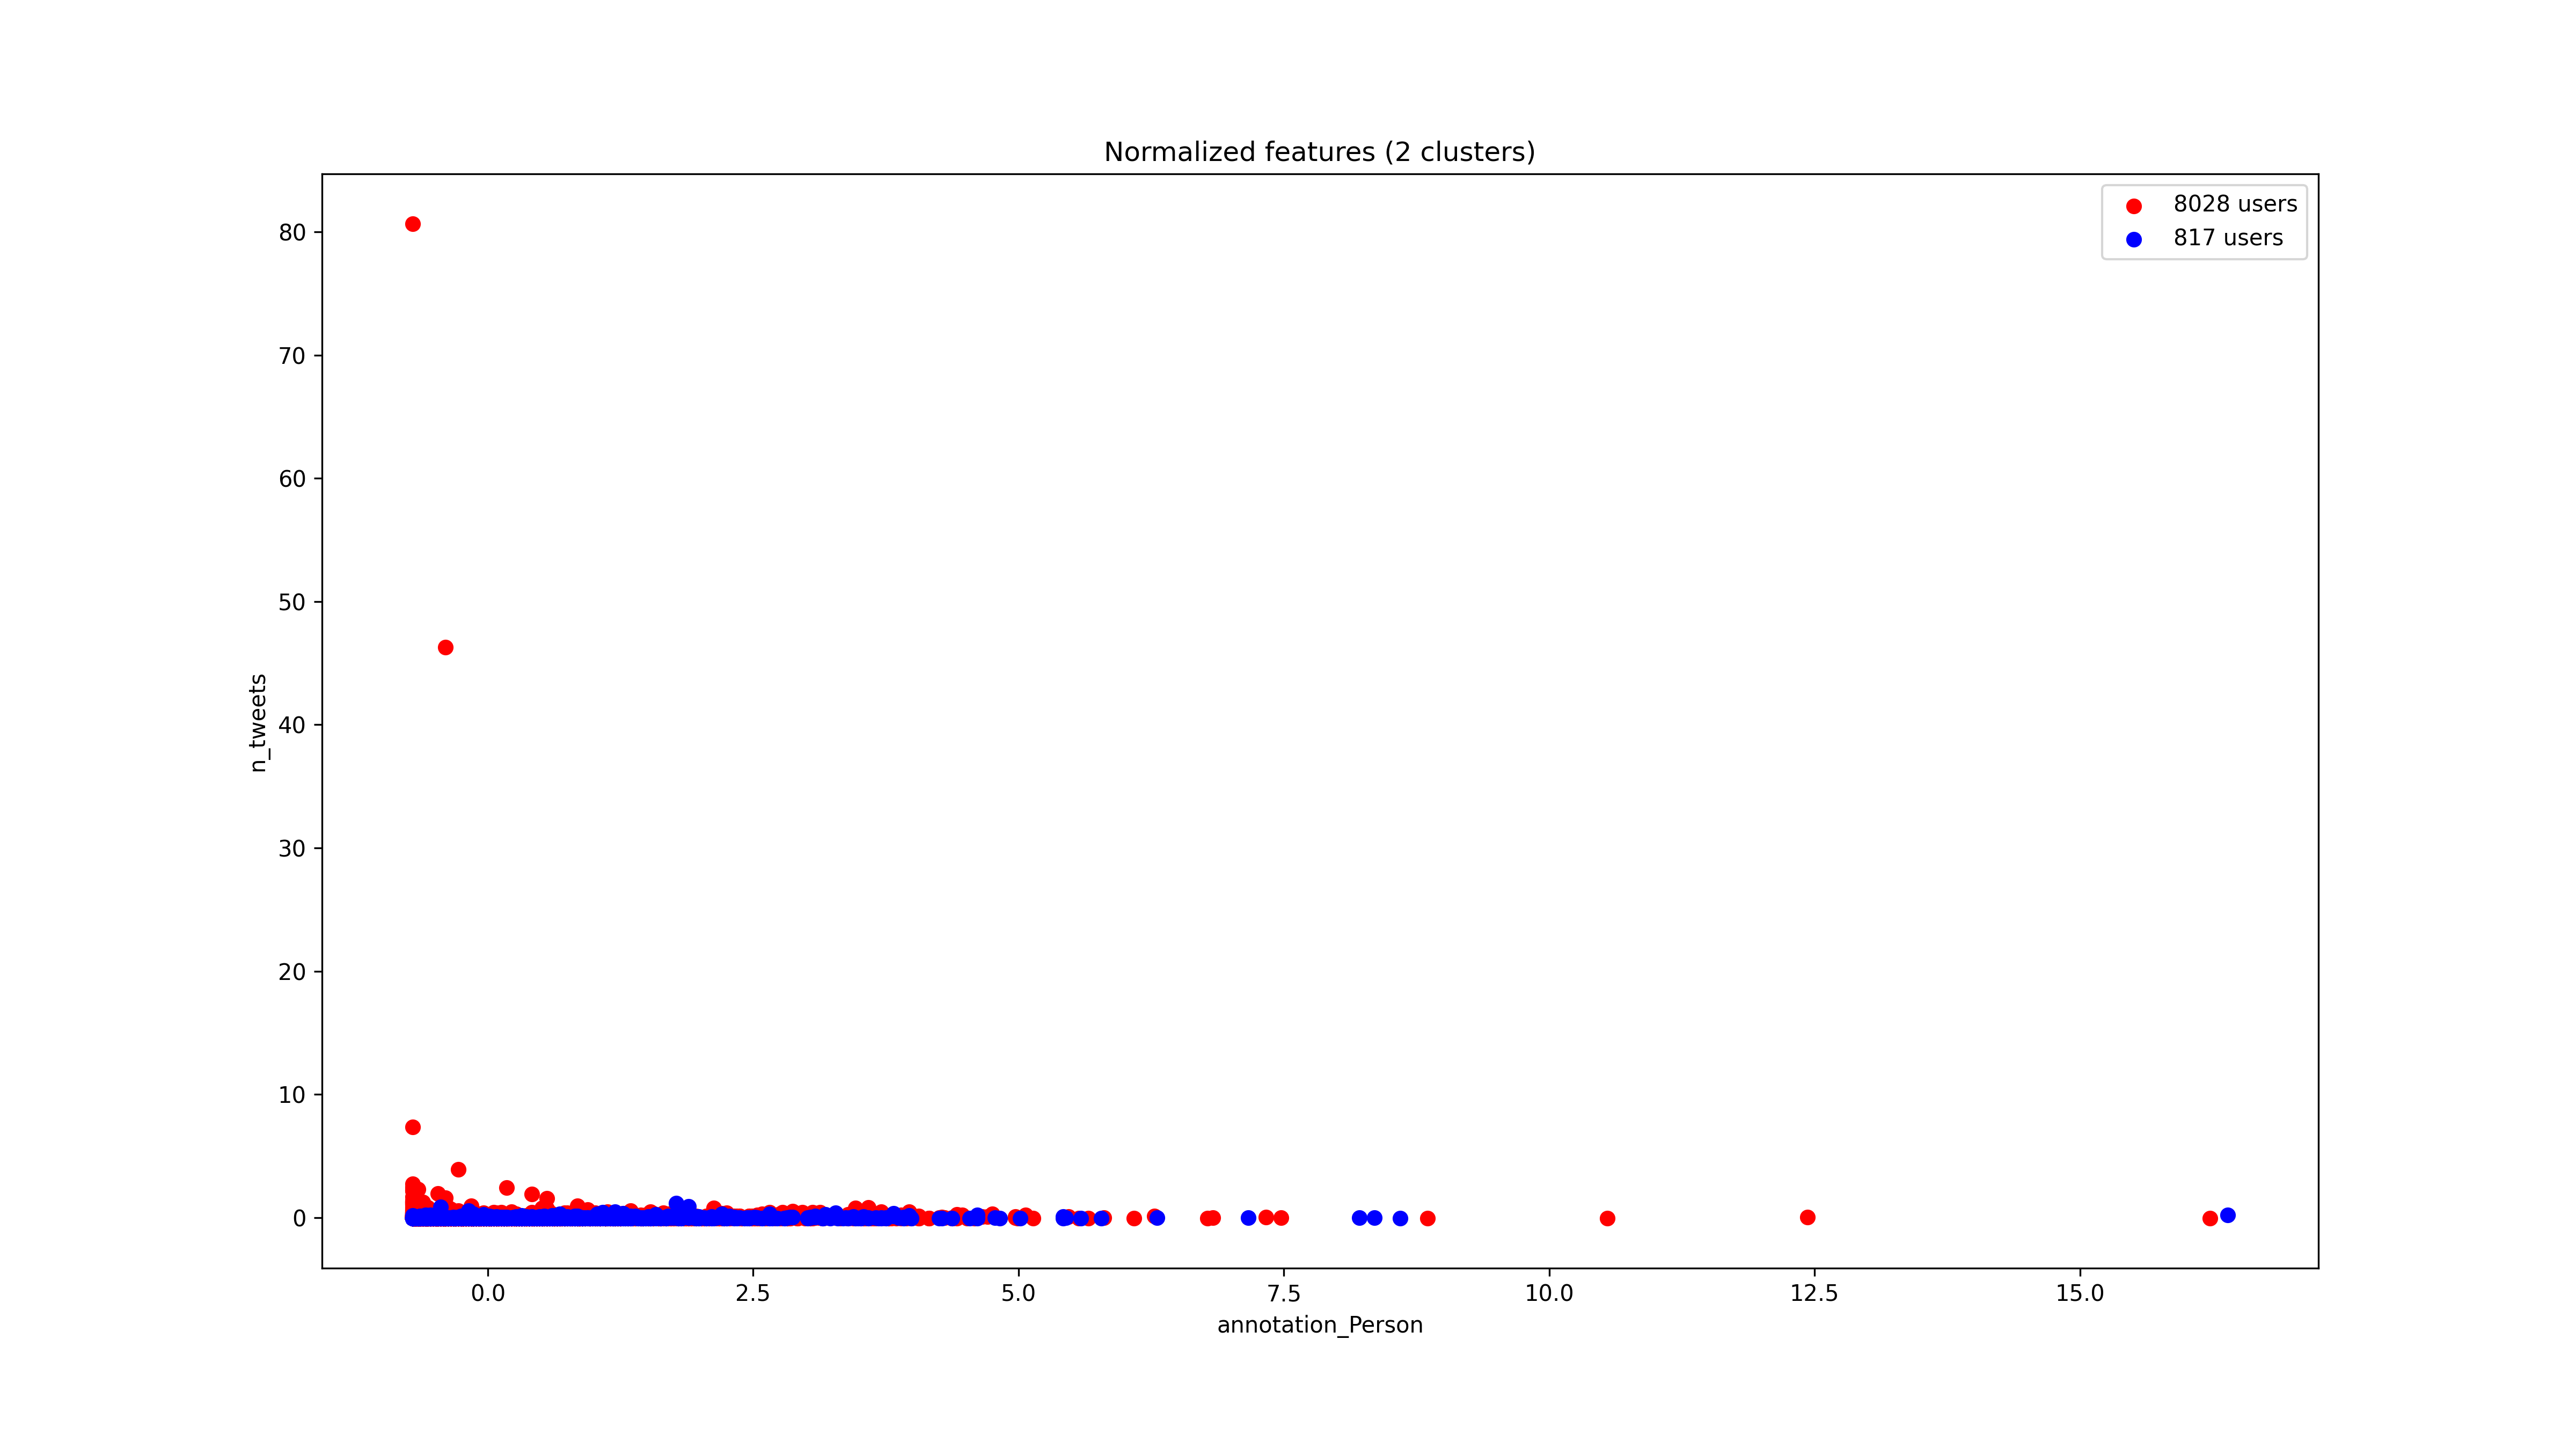 Normalized features (2 clusters)
8028 users
817 users
80
70
60
50
40
30
20
10
0
n_tweets
0.0 2.5 5.0 7.5 10.0 12.5 15.0
annotation_Person